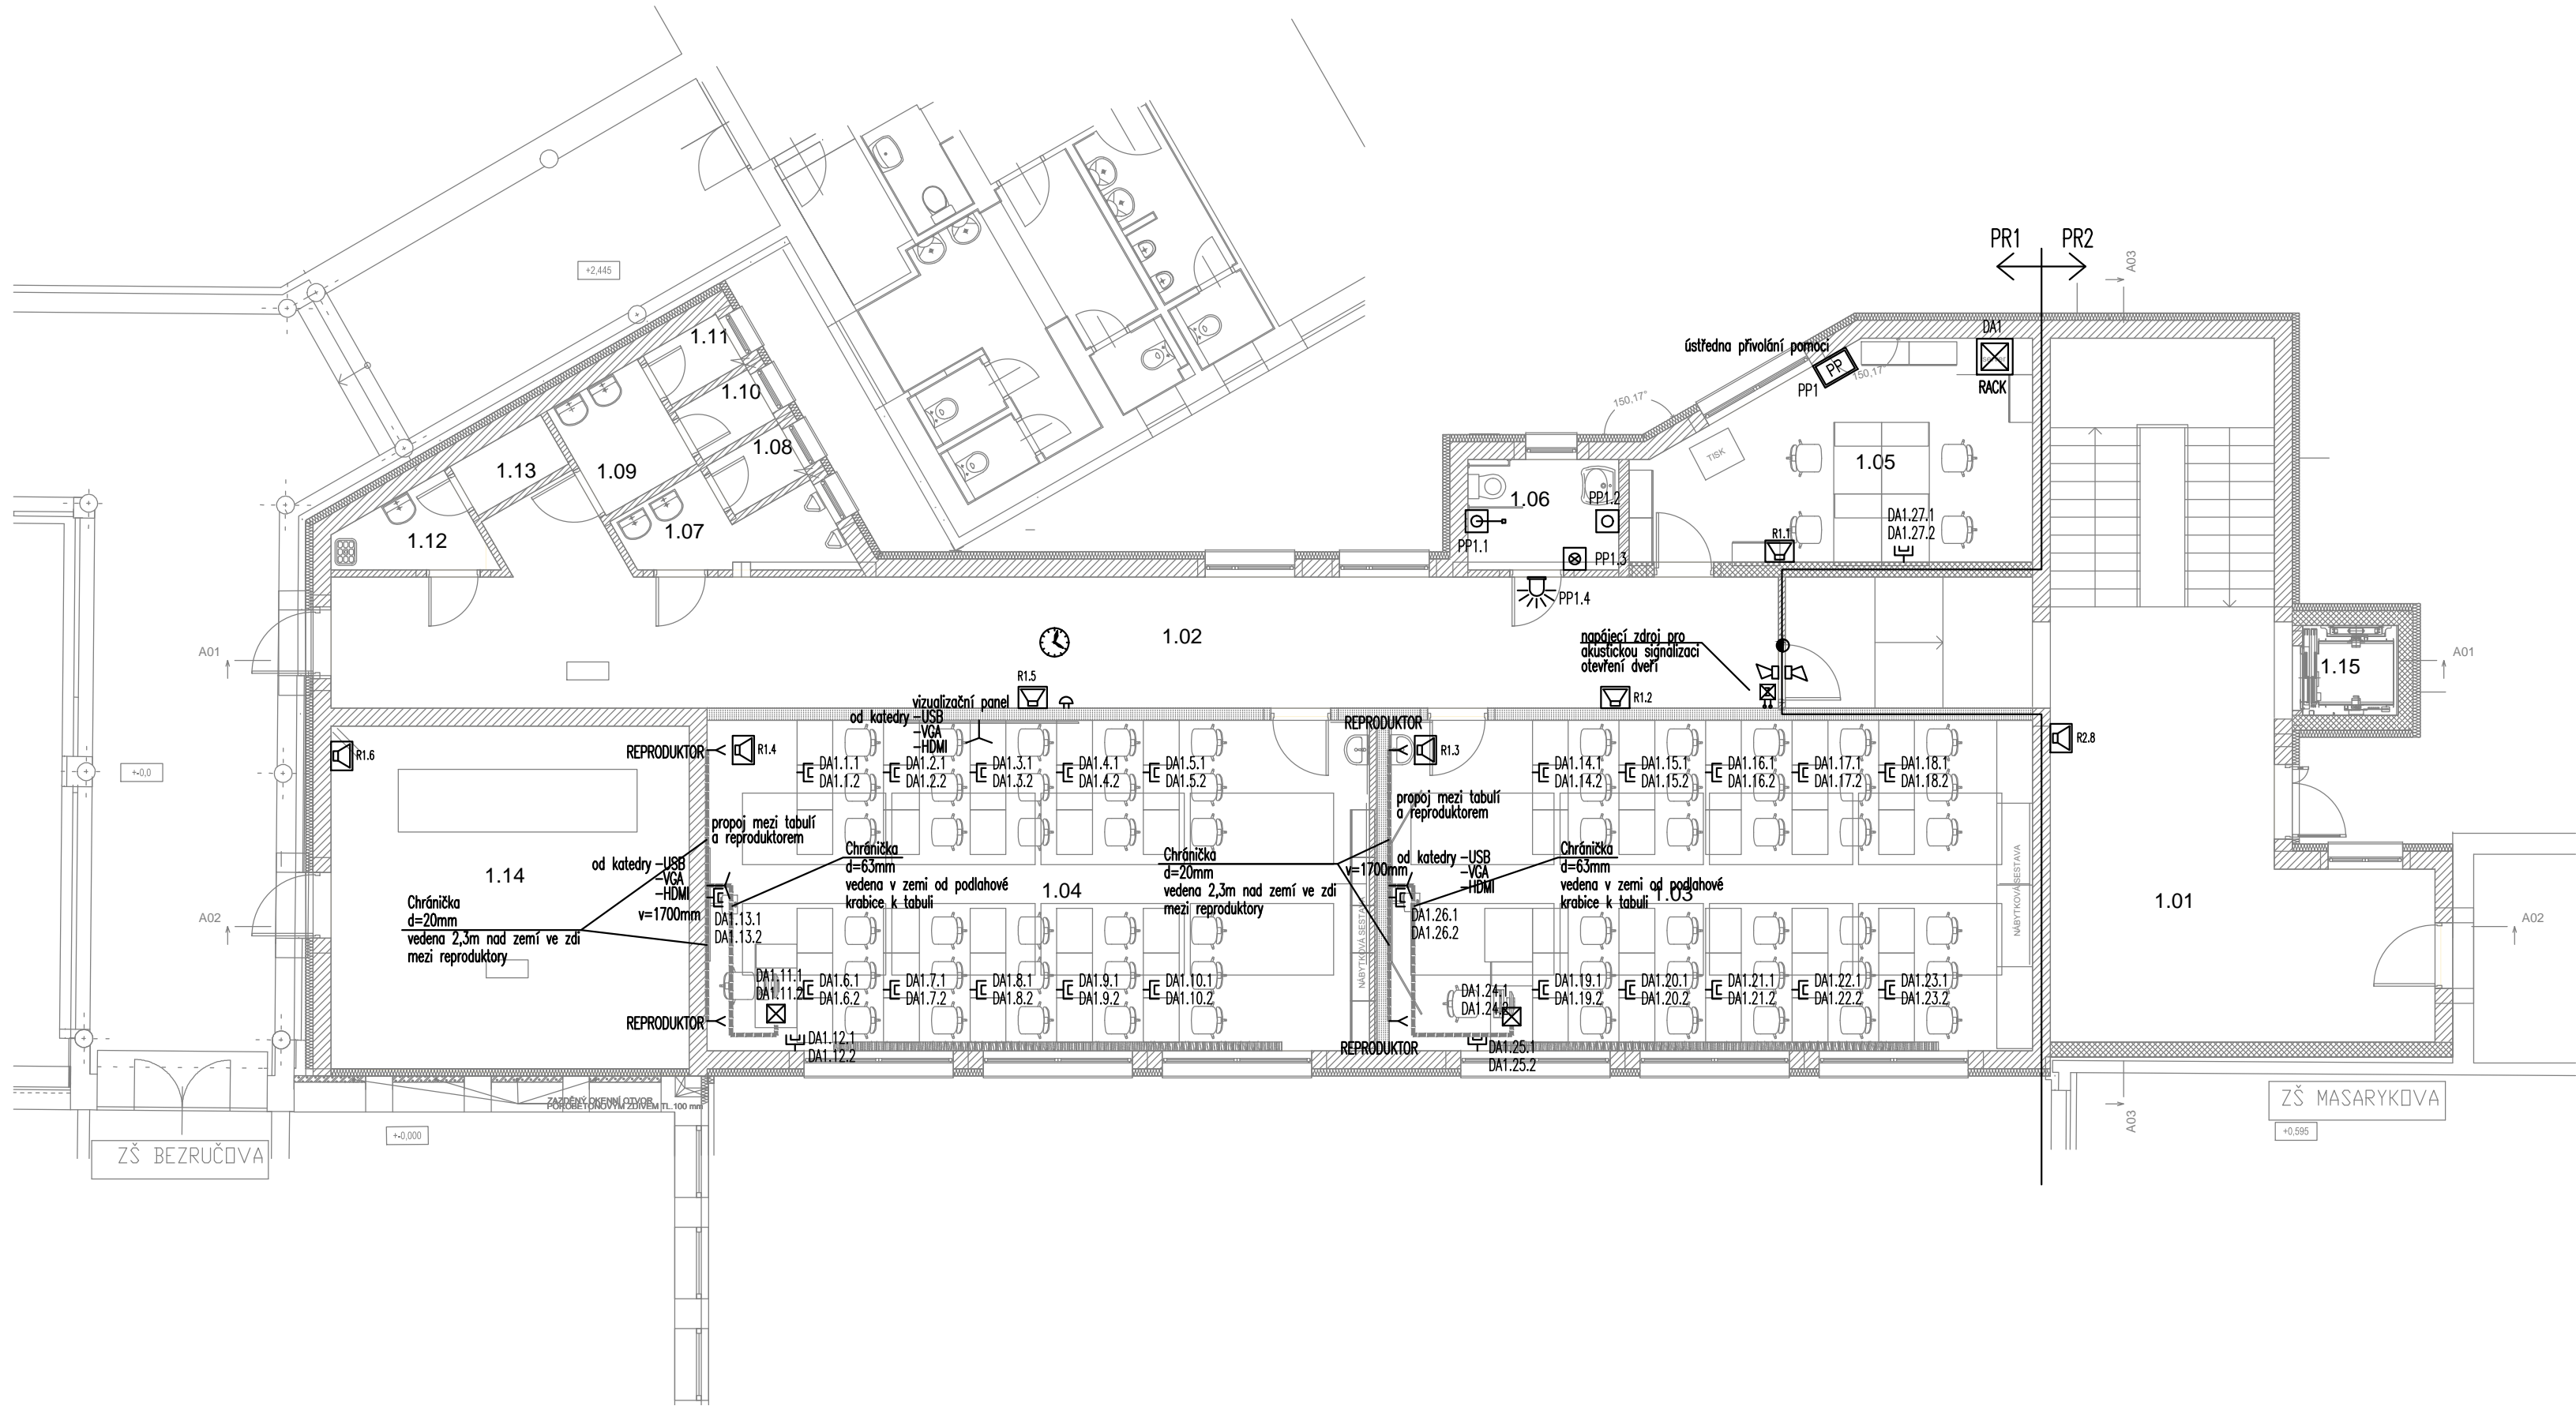 PR1
PR2
A03
+2,445
DA1
ústředna přivolání pomoci
PR
PP1
150,17°
RACK
150,17°
TISK
1.11
1.10
1.08
1.13
1.09
1.12
1.07
1.05
1.06
PP1.2
PP1.1
PP1.3
PP1.4
R1.1
DA1.27.1
DA1.27.2
1.02
napájecí zdroj pro
akustickou signalizaci
otevření dveří
A01
A01
1.15
R1.5
R1.2
vizualizační panel
od katedry -USB
-VGA
-HDMI
REPRODUKTOR
R1.4
REPRODUKTOR
R1.3
R1.6
R2.8
+-0,0
DA1.1.1
DA1.1.2
DA1.2.1
DA1.2.2
DA1.3.1
DA1.3.2
DA1.4.1
DA1.4.2
DA1.5.1
DA1.5.2
DA1.14.1
DA1.14.2
DA1.15.1
DA1.15.2
DA1.16.1
DA1.16.2
DA1.17.1
DA1.17.2
DA1.18.1
DA1.18.2
propoj mezi tabulí
a reproduktorem
propoj mezi tabulí
a reproduktorem
od katedry -USB
-VGA
-HDMI
v=1700mm
Chránička
d=63mm
vedena v zemi od podlahové
krabice k tabuli
Chránička
d=20mm
vedena 2,3m nad zemí ve zdi
mezi reproduktory
od katedry -USB
-VGA
-HDMI
v=1700mm
Chránička
d=63mm
vedena v zemi od podlahové
krabice k tabuli
1.14
Chránička
d=20mm
vedena 2,3m nad zemí ve zdi
mezi reproduktory
1.04
1.03
1.01
A02
A02
NÁBYTKOVÁ SESTAVA
NÁBYTKOVÁ SESTAVA
DA1.13.1
DA1.13.2
DA1.26.1
DA1.26.2
DA1.11.1
DA1.11.2
DA1.6.1
DA1.6.2
DA1.7.1
DA1.7.2
DA1.8.1
DA1.8.2
DA1.9.1
DA1.9.2
DA1.10.1
DA1.10.2
DA1.24.1
DA1.24.2
DA1.19.1
DA1.19.2
DA1.20.1
DA1.20.2
DA1.21.1
DA1.21.2
DA1.22.1
DA1.22.2
DA1.23.1
DA1.23.2
REPRODUKTOR
REPRODUKTOR
DA1.12.1
DA1.12.2
DA1.25.1
DA1.25.2
ZAZDĚNÝ OKENNÍ OTVOR
PÓROBETONOVÝM ZDIVEM TL.100 mm
+-0,000
ZŠ BEZRUČOVA
ZŠ MASARYKOVA
+0,595
A03